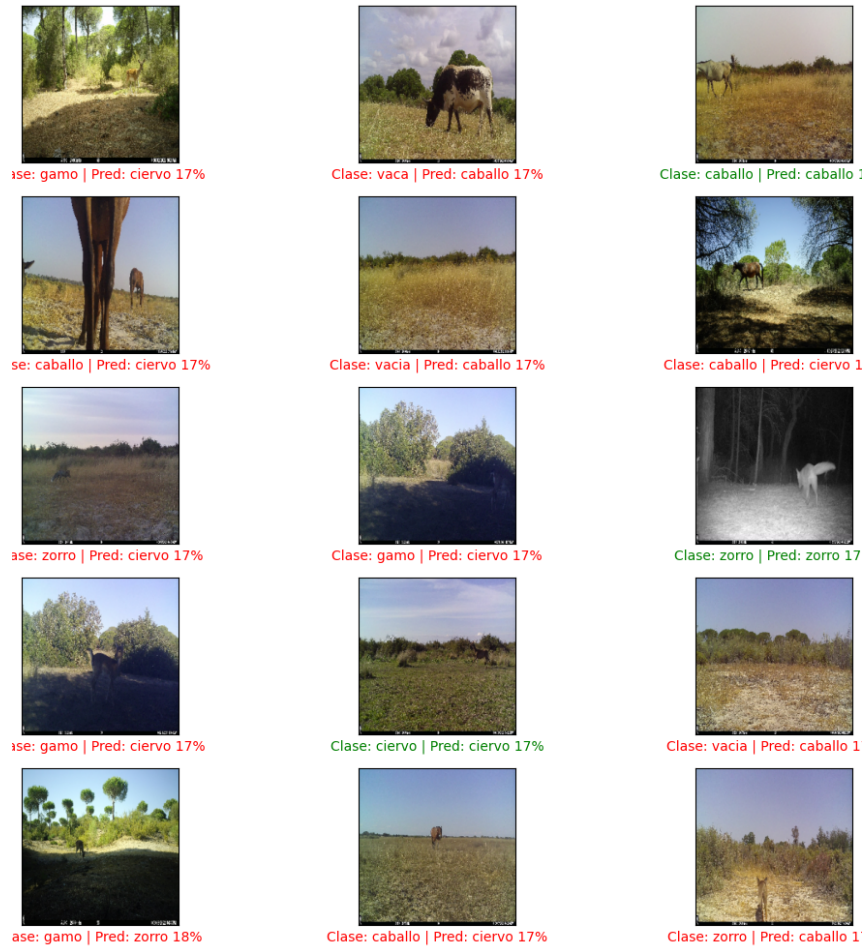 ase: gamo | Pred: ciervo 17%
Clase: vaca | Pred: caballo 17%
Clase: caballo | Pred: caballo 1
se: caballo | Pred: ciervo 17%
Clase: vacia | Pred: caballo 17%
Clase: caballo | Pred: ciervo 1
ase: zorro | Pred: ciervo 17%
Clase: gamo | Pred: ciervo 17%
Clase: zorro | Pred: zorro 17
ase: gamo | Pred: ciervo 17%
Clase: ciervo | Pred: ciervo 17%
Clase: vacia | Pred: caballo 1
ase: gamo | Pred: zorro 18%
Clase: caballo | Pred: ciervo 17%
Clase: zorro | Pred: caballo 1